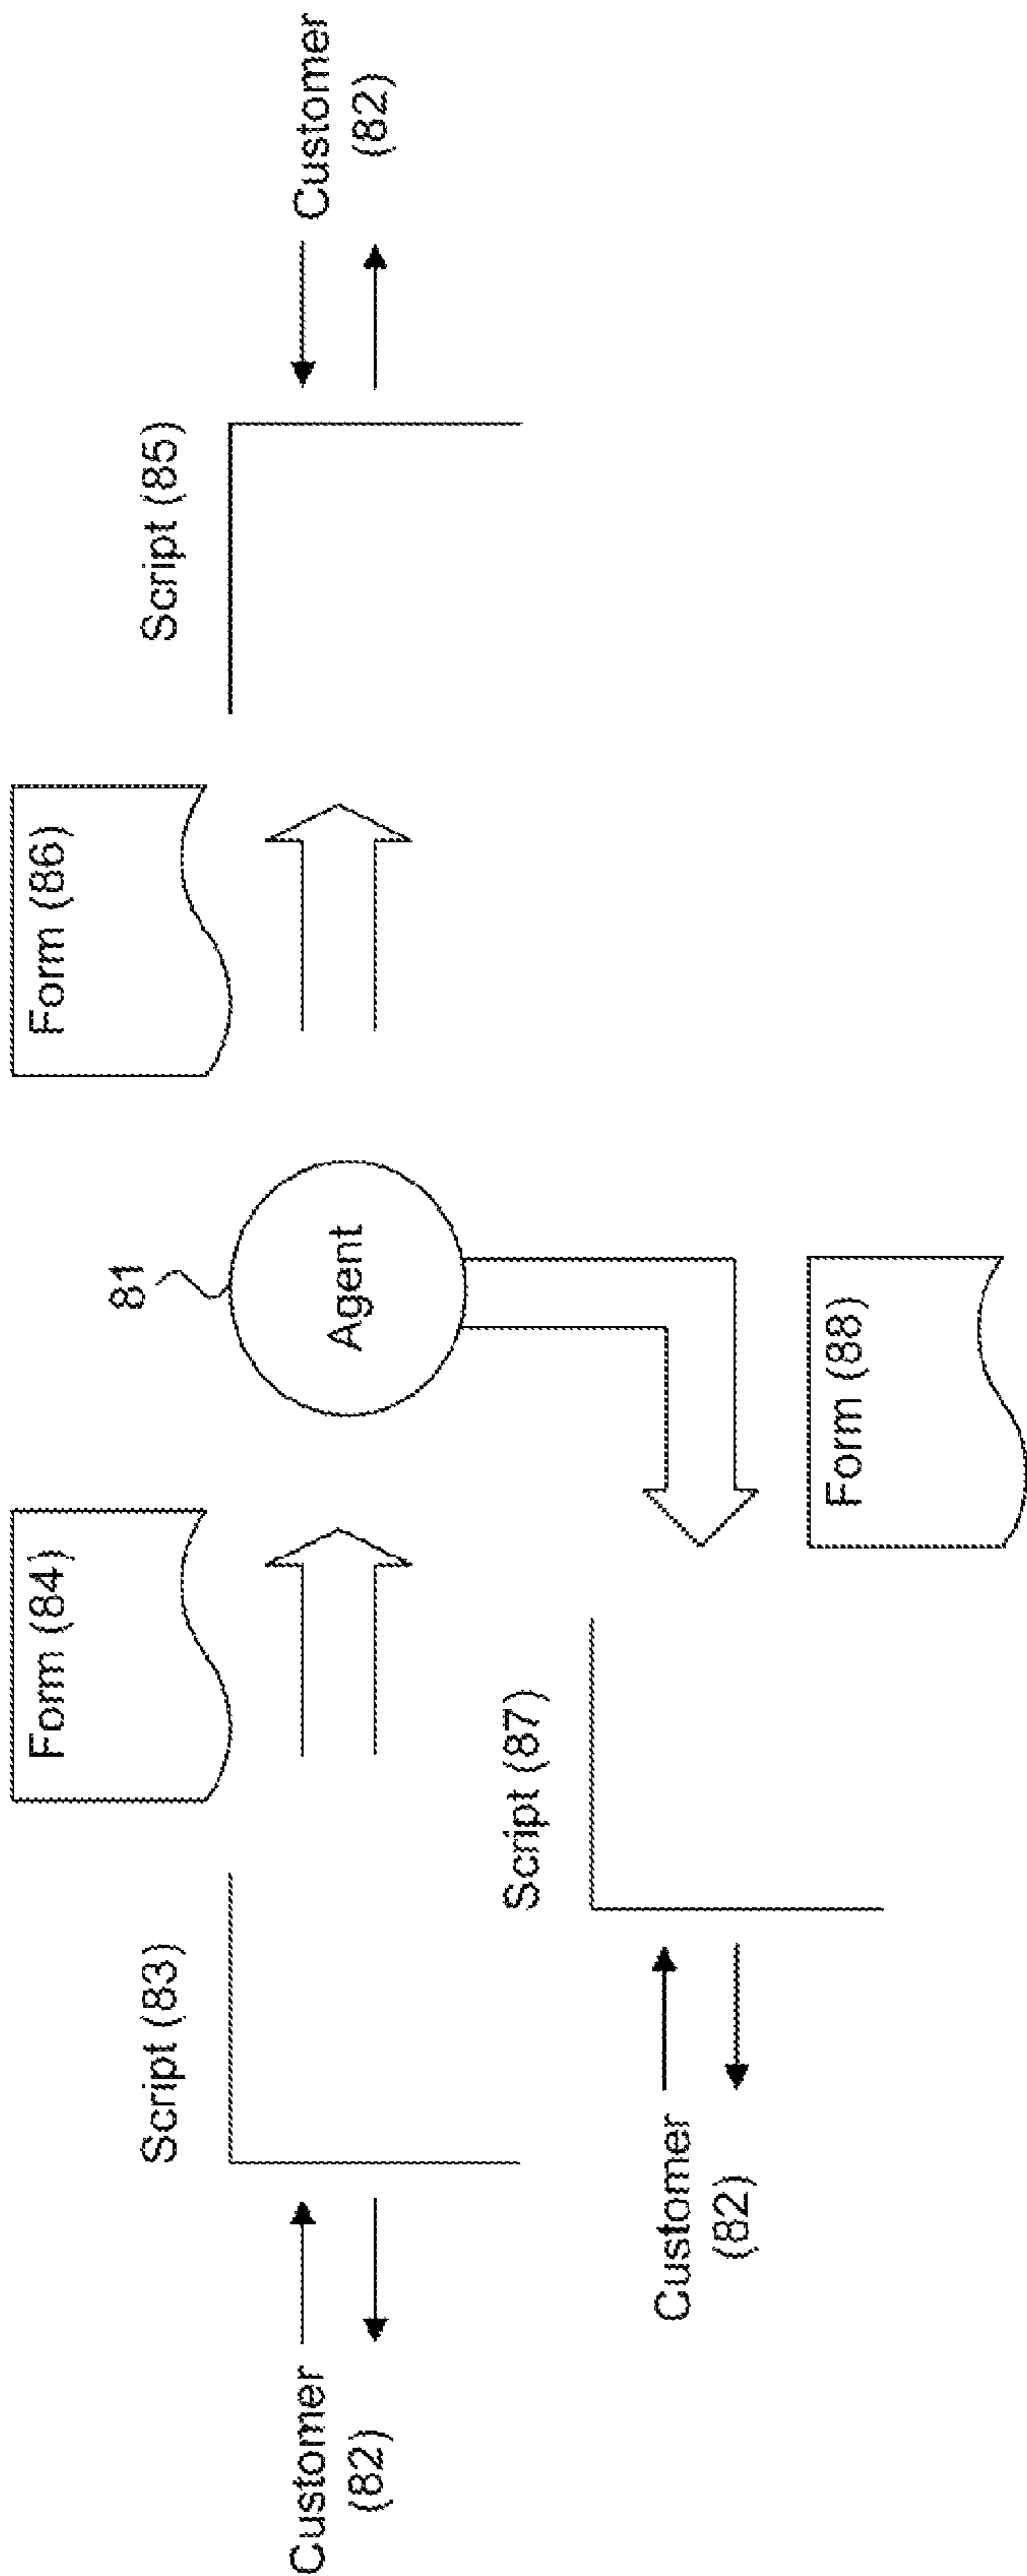 Form (84)
Form (86)
Script (83)
81
Script (85)
Customer
(82)
Agent
Customer
(82)
Script (87)
Customer
(82)
Form (88)